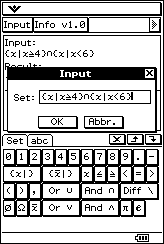 Input Info v1.0
Input:
(x|x≥4)∩(x|x<6)
Result:
Input
Set: (x|x≥4)∩(x|x<6)
OK Abbr.
Set abc
0 1 2 3 4 5 6 7 8 9 . -
(x|) {x|} x ≤ ≥ < = >
( ) , Or ∪ And ∩ Diff \
Ø Ω x̄ Or ∨ And ∧ π e